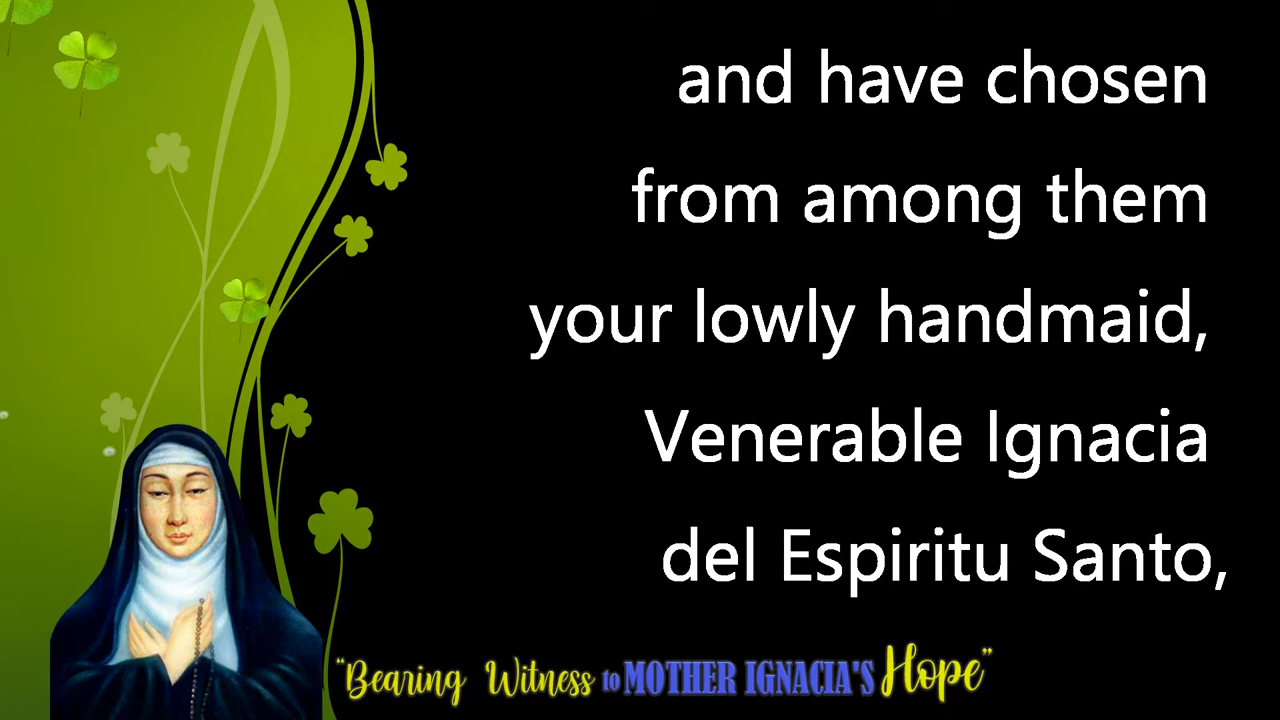 and have chosen
from among them
your lowly handmaid,
Venerable Ignacia
del Espiritu Santo,
"Bearing Witness to MOTHER IGNACIA'S Hope"